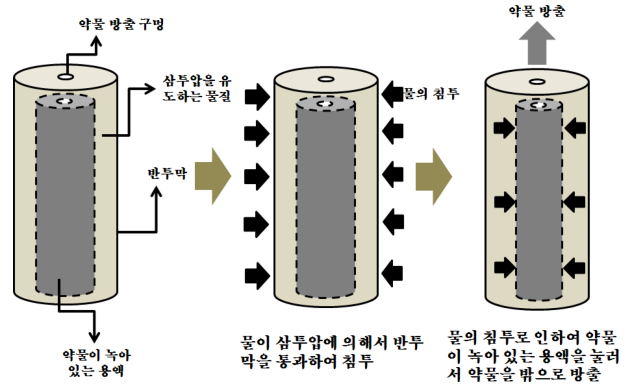 약물 방출 구멍
삼투압을 유
도하는 물질
반투막
약물이 녹아
있는 용액
물의 침투
물이 삼투압에 의해서 반투
막을 통과하여 침투
약물 방출
물의 침투로 인하여 약물
이 녹아 있는 용액을 눌러
서 약물을 밖으로 방출